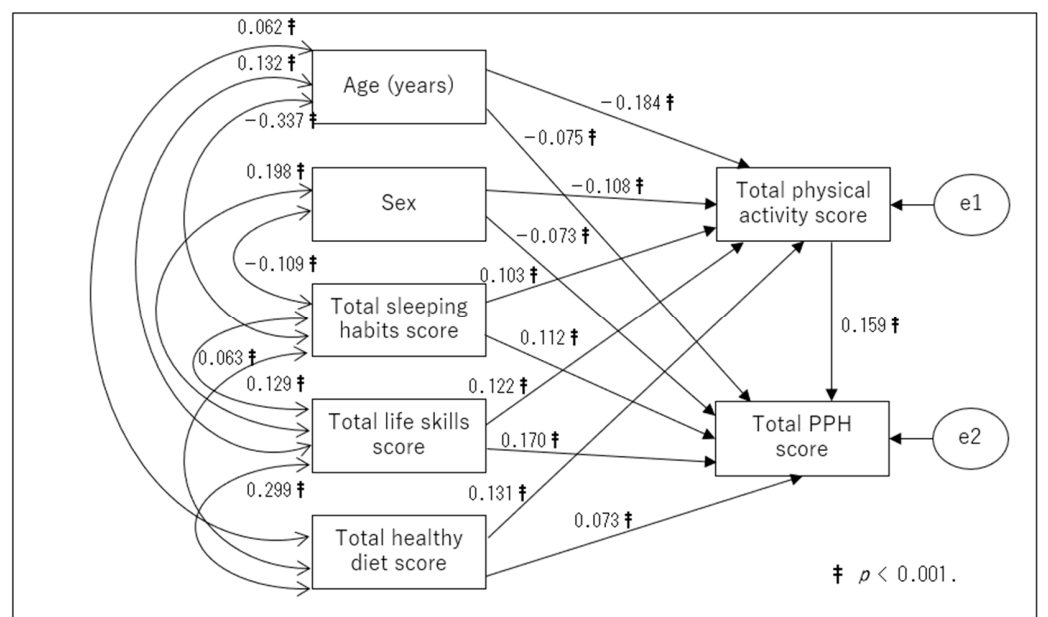 0.062 ‡
0.132 ‡
Age (years)
−0.184 ‡
−0.337 ‡
−0.075 ‡
0.198 ‡
Sex
−0.108 ‡
Total physical
activity score
e1
−0.073 ‡
−0.109 ‡
0.103 ‡
Total sleeping
habits score
0.112 ‡
0.159 ‡
0.063 ‡
0.129 ‡
0.122 ‡
Total life skills
score
0.170 ‡
Total PPH
score
e2
0.299 ‡
0.131 ‡
0.073 ‡
Total healthy
diet score
‡ p < 0.001.